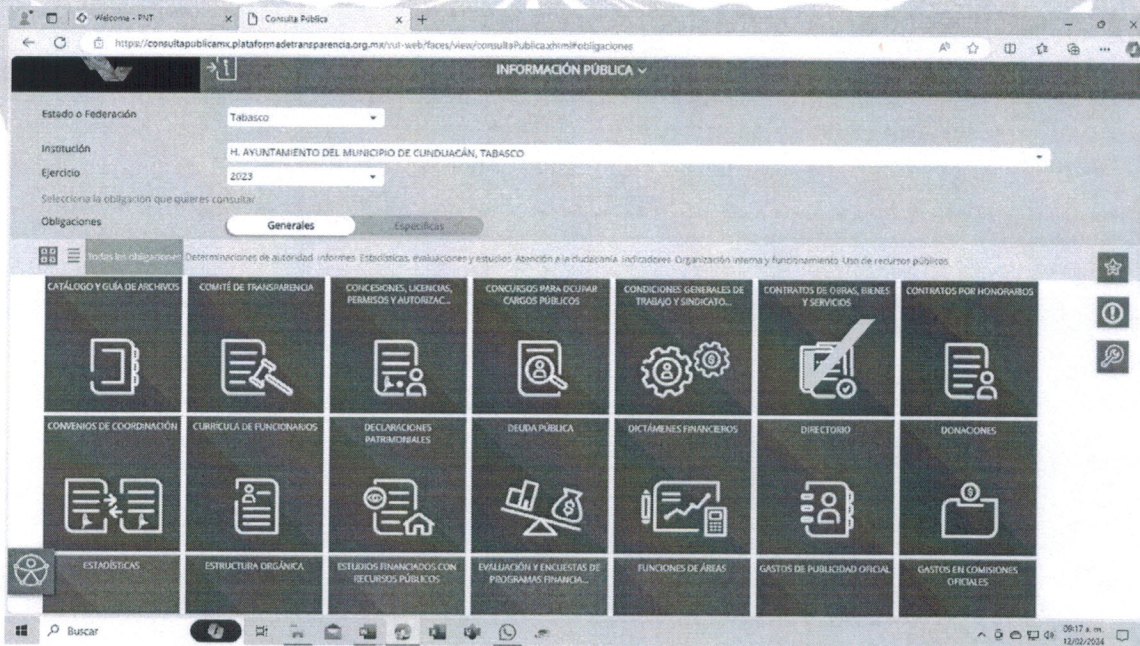 Welcome - PNT
Consulta Pública
https://consultapublicamx.plataformadetransparencia.org.mx/vut-web/faces/view/consultaPublica.xhtml#obligaciones
INFORMACIÓN PÚBLICA
Estado o Federación
Tabasco
Institución
H. AYUNTAMIENTO DEL MUNICIPIO DE CUNDUACÁN, TABASCO
Ejercicio
2023
Selecciona la obligación que quieres consultar
Obligaciones
Generales
Específicas
Todas las obligaciones Determinaciones de autoridad Informes Estadísticas, evaluaciones y estudios Atención a la ciudadanía Indicadores Organización interna y funcionamiento Uso de recursos públicos
CATÁLOGO Y GUÍA DE ARCHIVOS
COMITÉ DE TRANSPARENCIA
CONCESIONES, LICENCIAS,
PERMISOS Y AUTORIZAC...
CONCURSOS PARA OCUPAR
CARGOS PÚBLICOS
CONDICIONES GENERALES DE
TRABAJO Y SINDICATO...
CONTRATOS DE OBRAS, BIENES
Y SERVICIOS
CONTRATOS POR HONORARIOS
CONVENIOS DE COORDINACIÓN
CURRÍCULA DE FUNCIONARIOS
DECLARACIONES
PATRIMONIALES
DEUDA PÚBLICA
DICTÁMENES FINANCIEROS
DIRECTORIO
DONACIONES
ESTADÍSTICAS
ESTRUCTURA ORGÁNICA
ESTUDIOS FINANCIADOS CON
RECURSOS PÚBLICOS
EVALUACIÓN Y ENCUESTAS DE
PROGRAMAS FINANCIA...
FUNCIONES DE ÁREAS
GASTOS DE PUBLICIDAD OFICIAL
GASTOS EN COMISIONES
OFICIALES
Buscar
09:17 a. m.
12/02/2024